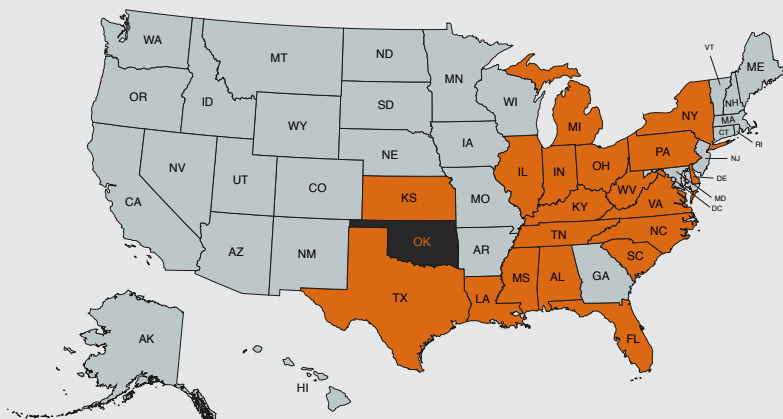 WA
MT
ND
MN
VT
ME
OR
ID
SD
WI
MI
NY
NH
MA
CT
RI
WY
IA
PA
NJ
NV
NE
IL
IN
OH
DE
MD
DC
CA
UT
CO
KS
MO
WV
VA
KY
NC
TN
AZ
NM
OK
AR
SC
MS
AL
GA
TX
LA
FL
AK
HI